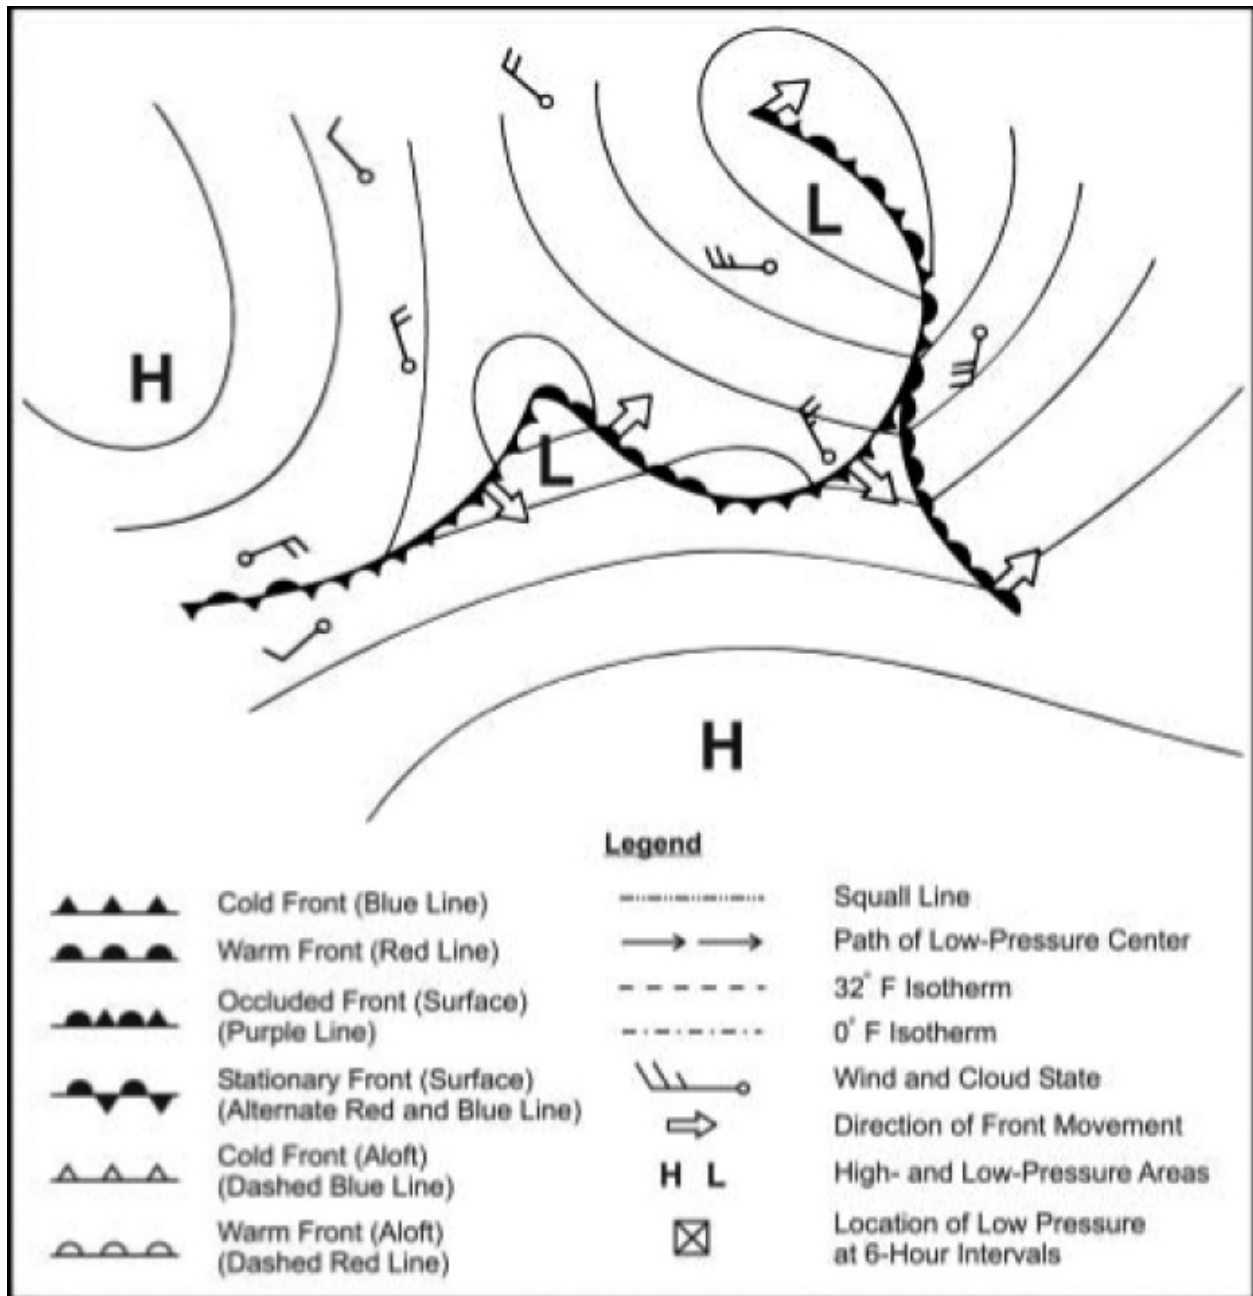 L
H
L
H
Legend
Cold Front (Blue Line)
Warm Front (Red Line)
Occluded Front (Surface)
(Purple Line)
Stationary Front (Surface)
(Alternate Red and Blue Line)
Cold Front (Aloft)
(Dashed Blue Line)
Warm Front (Aloft)
(Dashed Red Line)
Squall Line
Path of Low-Pressure Center
32° F Isotherm
0° F Isotherm
Wind and Cloud State
Direction of Front Movement
H L High- and Low-Pressure Areas
Location of Low Pressure
at 6-Hour Intervals